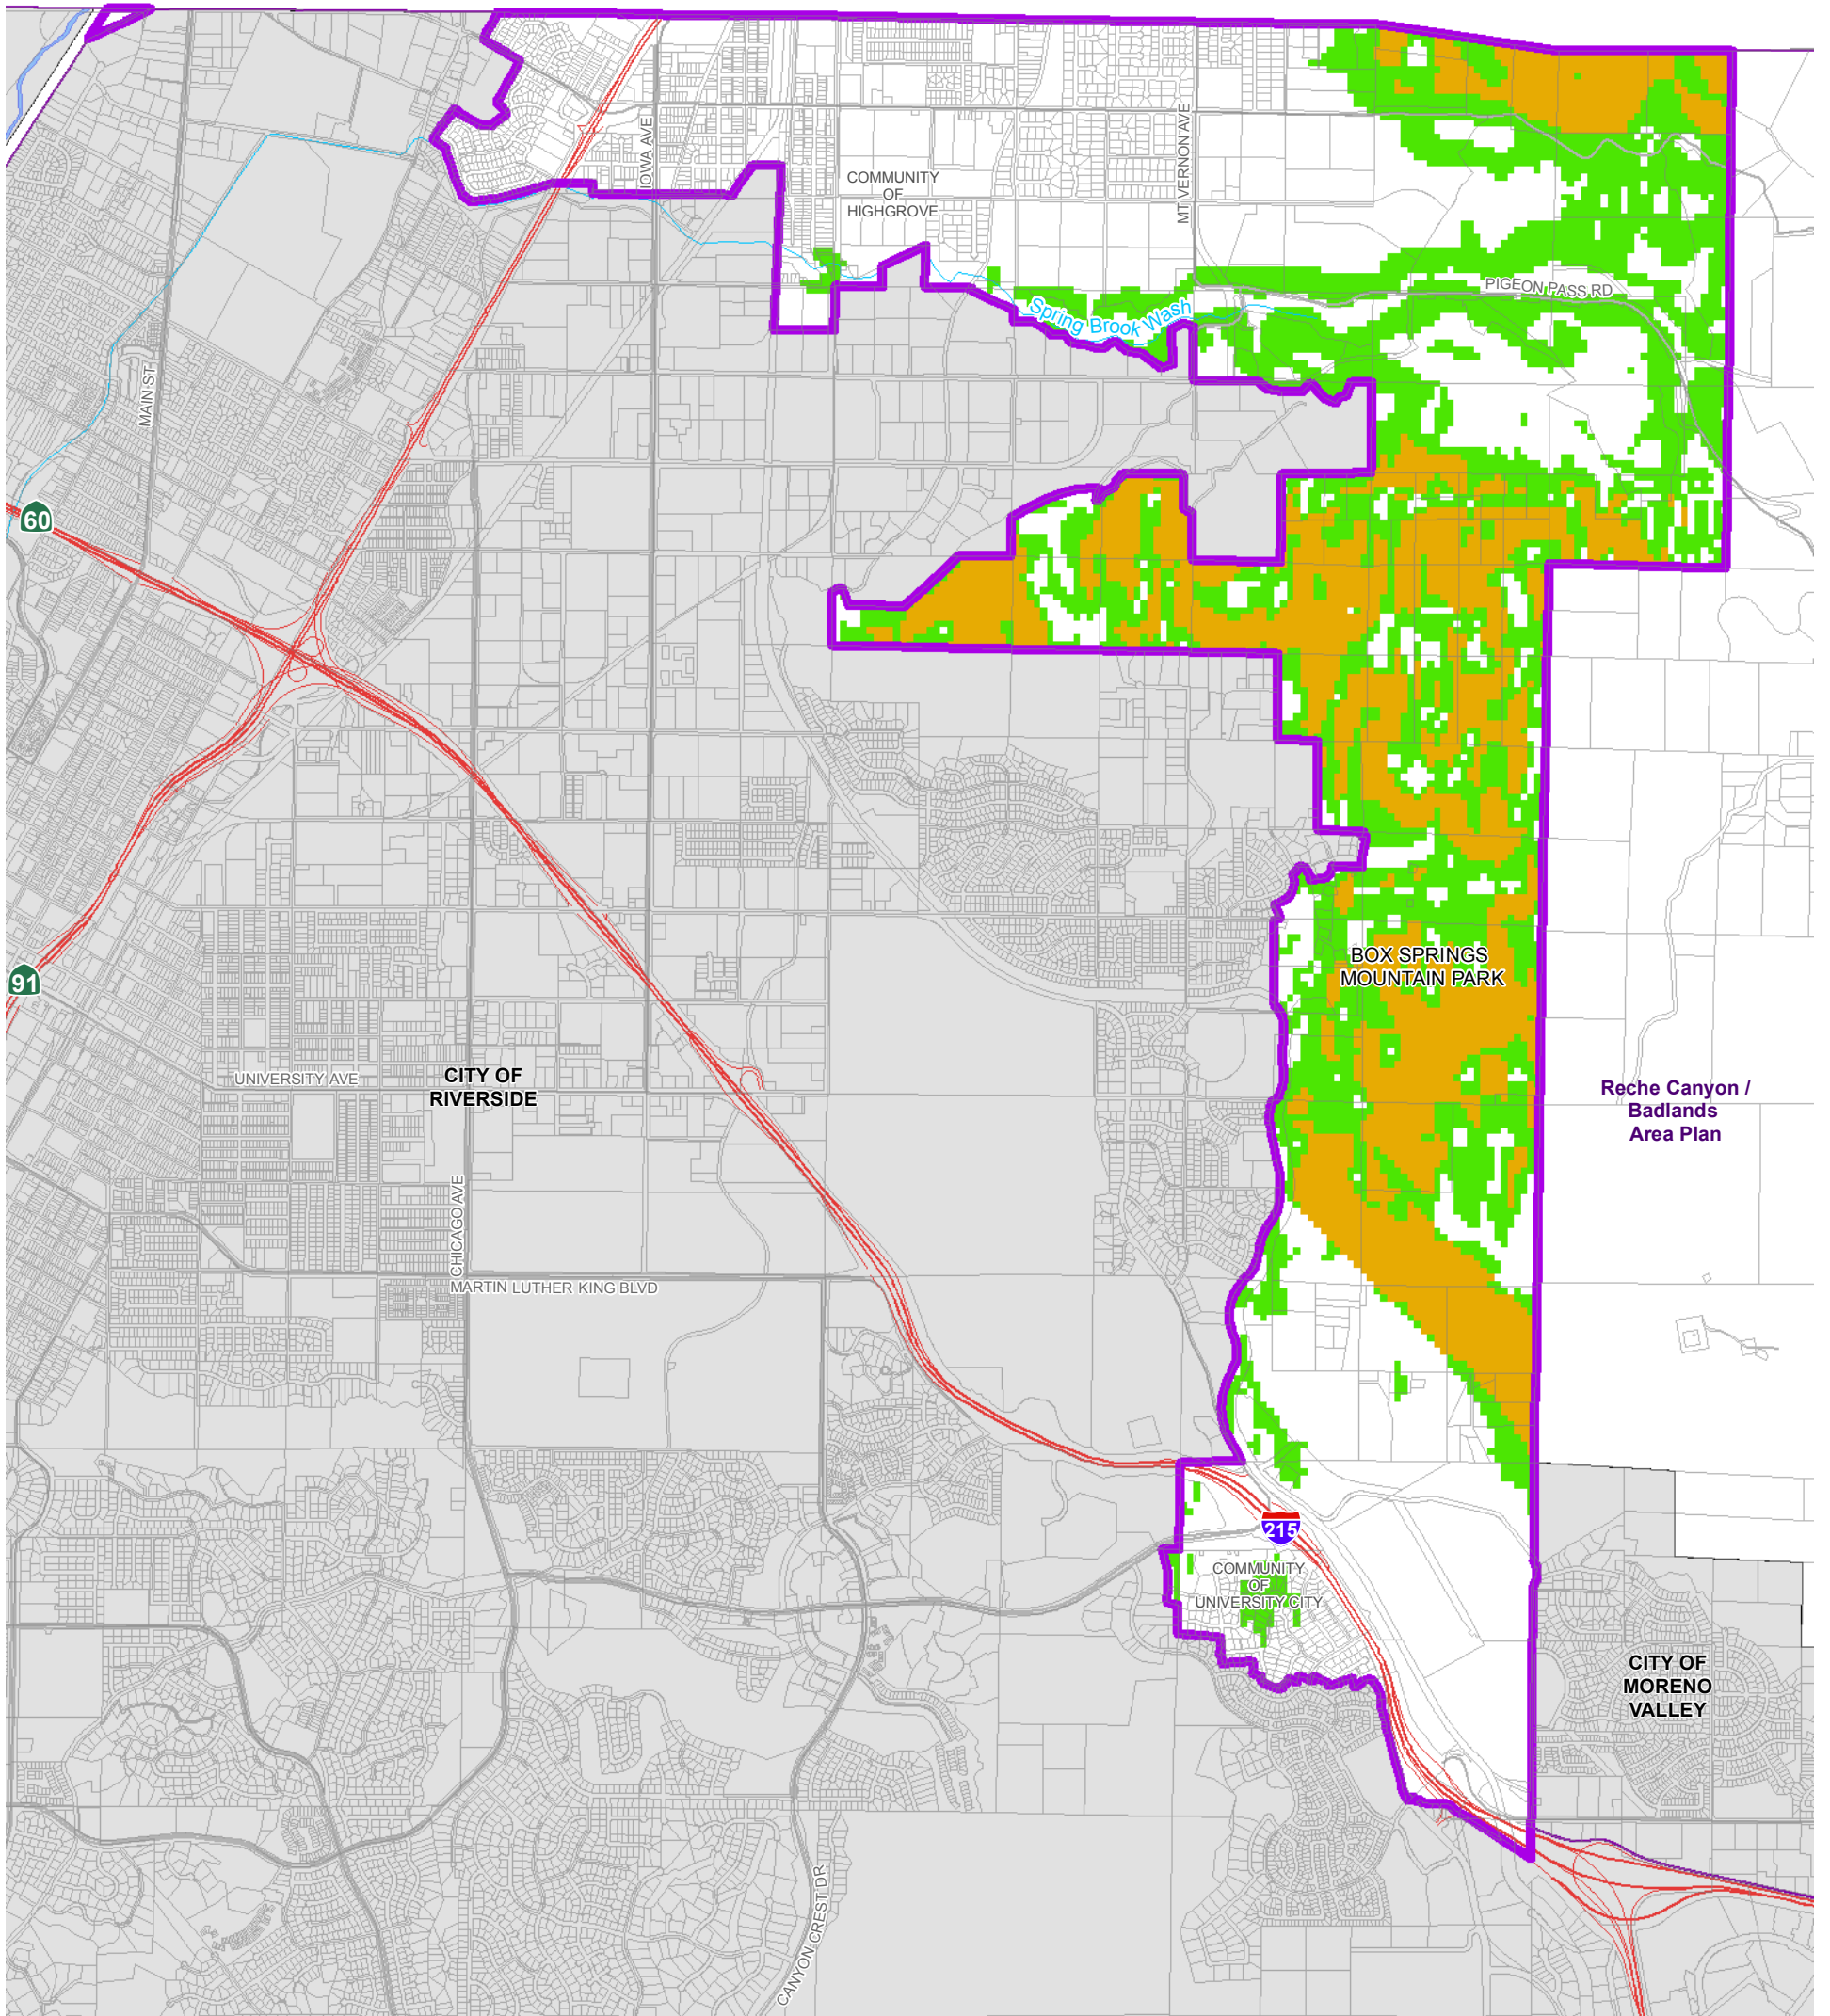 IOWA AVE
COMMUNITY
OF
HIGHGROVE
MT VERNON AVE
PIGEON PASS RD
Spring Brook Wash
MAIN ST
60
BOX SPRINGS
MOUNTAIN PARK
91
UNIVERSITY AVE
CITY OF
RIVERSIDE
Reche Canyon /
Badlands
Area Plan
CHICAGO AVE
MARTIN LUTHER KING BLVD
215
COMMUNITY
OF
UNIVERSITY CITY
CITY OF
MORENO
VALLEY
CANYON CREST DR